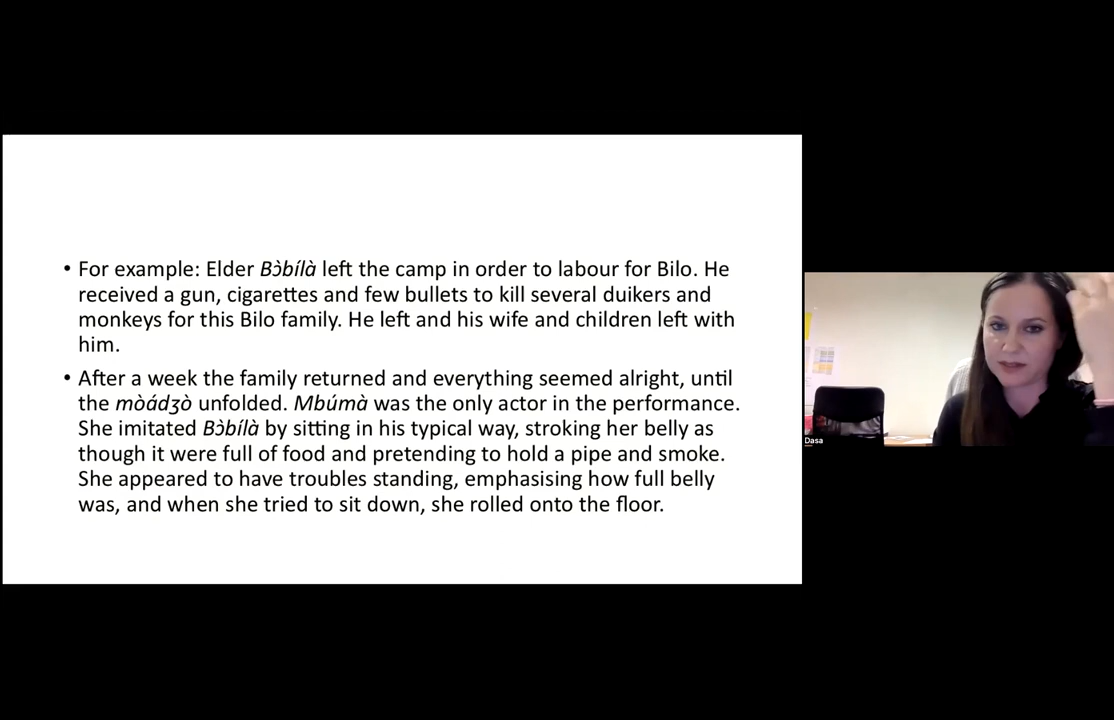 • For example: Elder Bɔ̀bílà left the camp in order to labour for Bilo. He
received a gun, cigarettes and few bullets to kill several duikers and
monkeys for this Bilo family. He left and his wife and children left with
him.
• After a week the family returned and everything seemed alright, until
the mòádʒò unfolded. Mbúmà was the only actor in the performance.
She imitated Bɔ̀bílà by sitting in his typical way, stroking her belly as
though it were full of food and pretending to hold a pipe and smoke.
She appeared to have troubles standing, emphasising how full belly
was, and when she tried to sit down, she rolled onto the floor.
Dasa